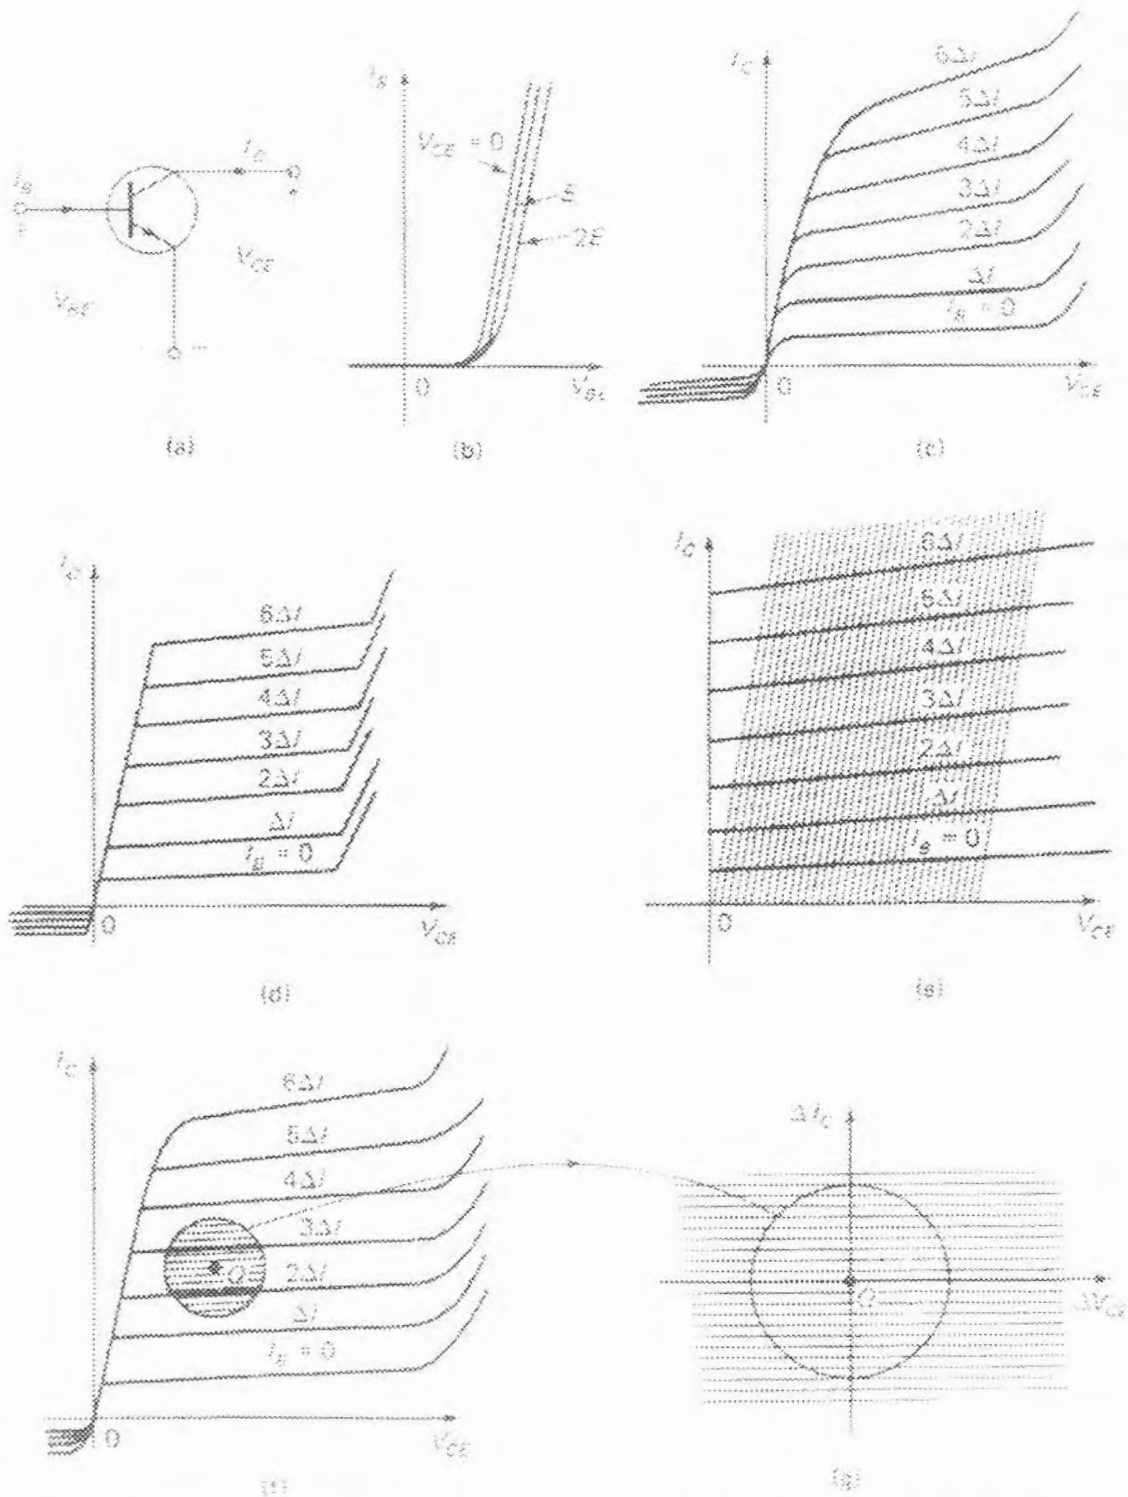 I_B
+
I_C
+
V_CE
V_BE
−
(a)
I_B
V_CE = 0
E
2E
0
V_BE
(b)
I_C
6ΔI
5ΔI
4ΔI
3ΔI
2ΔI
ΔI
I_B = 0
0
V_CE
(c)
I_C
6ΔI
5ΔI
4ΔI
3ΔI
2ΔI
ΔI
I_B = 0
0
V_CE
(d)
I_C
6ΔI
5ΔI
4ΔI
3ΔI
2ΔI
ΔI
I_B = 0
0
V_CE
(e)
I_C
6ΔI
5ΔI
4ΔI
3ΔI
Q
2ΔI
ΔI
I_B = 0
0
V_CE
(f)
ΔI_C
Q
ΔV_CE
(g)